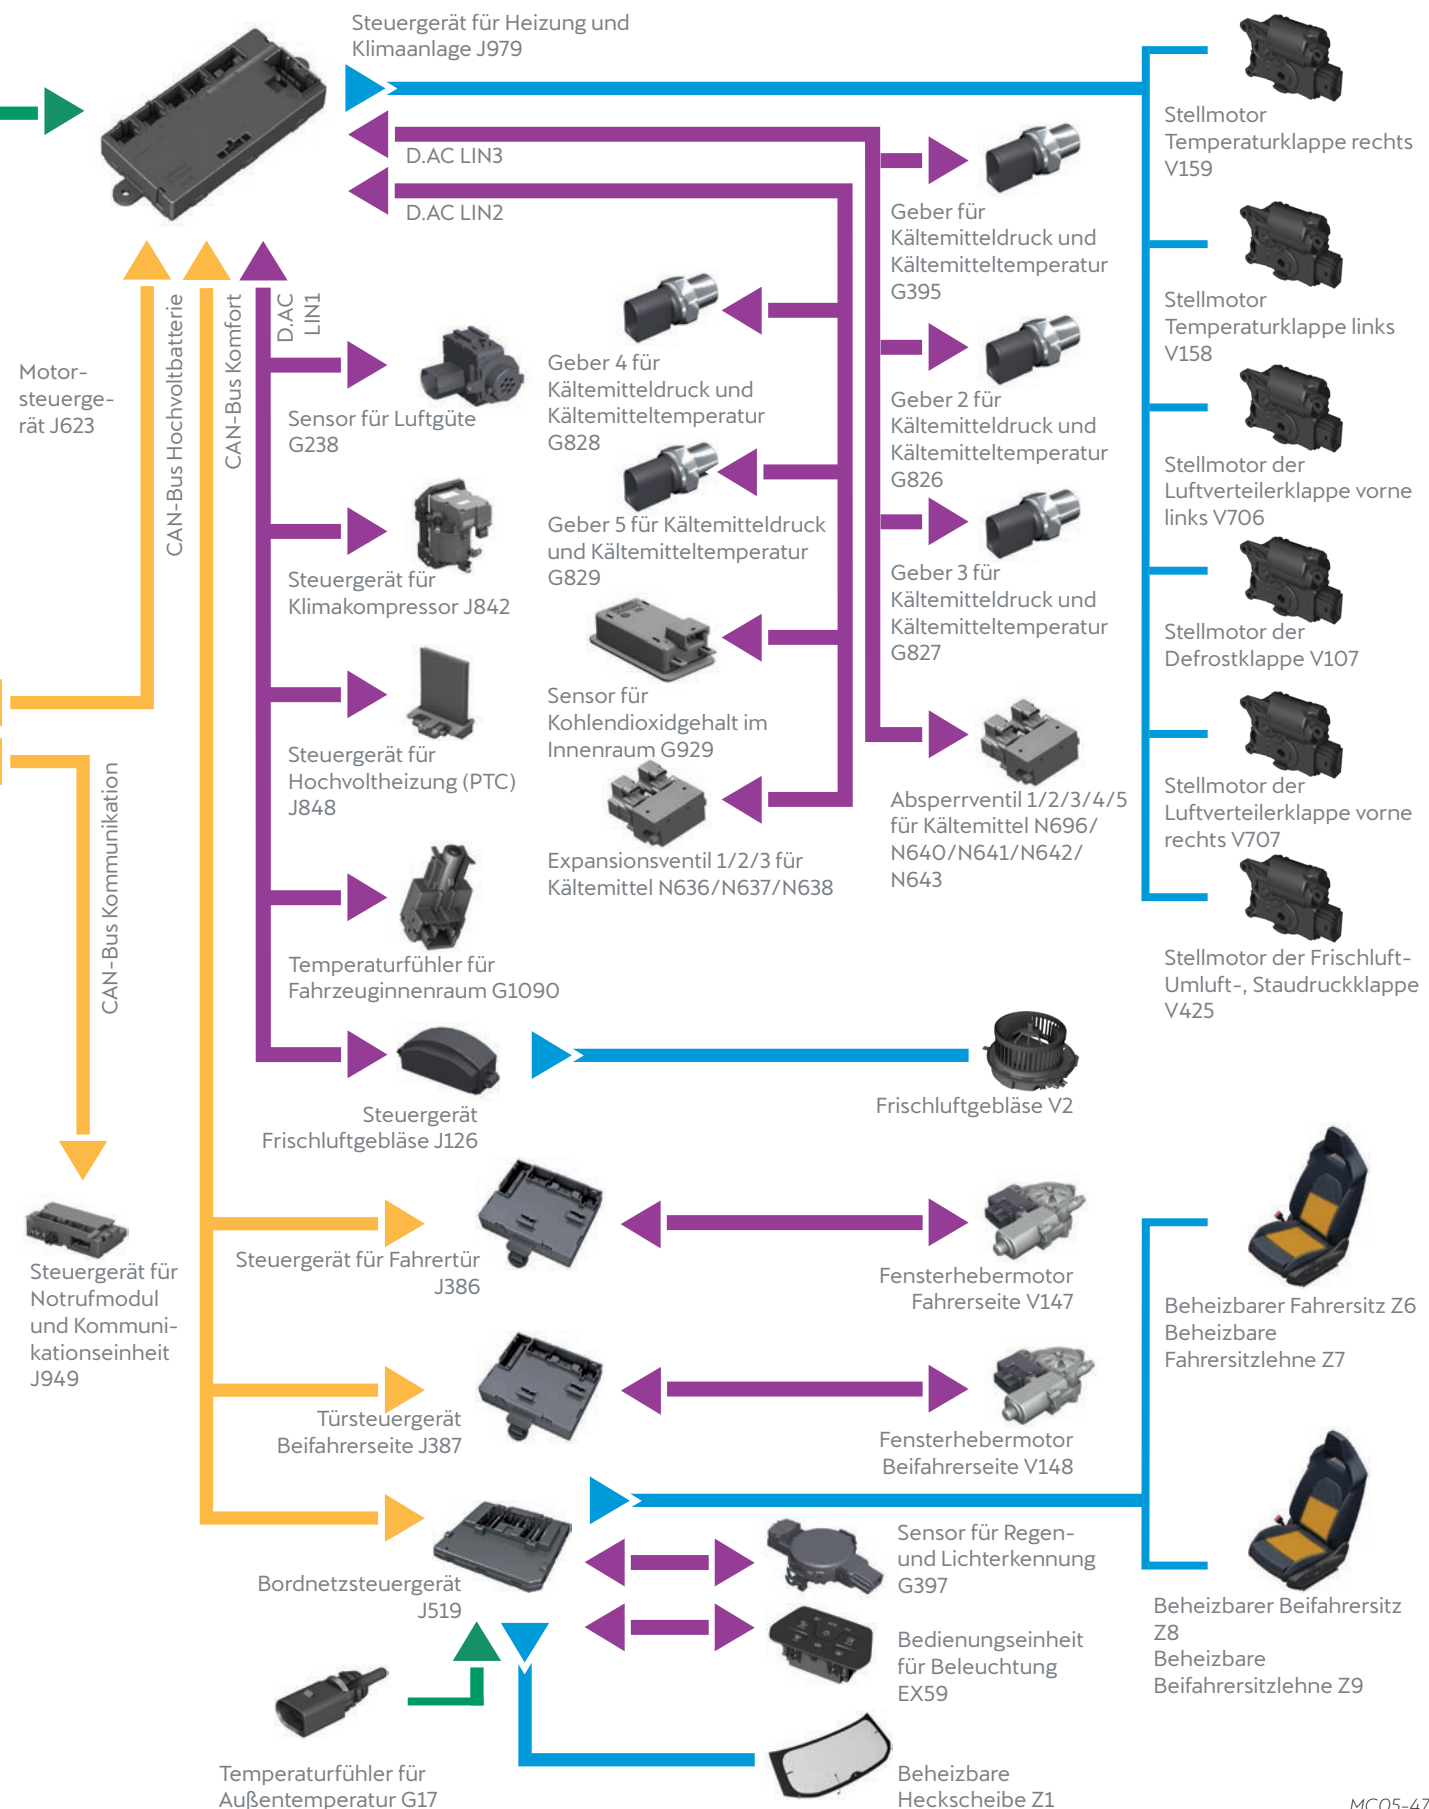 Steuergerät für Heizung und
Klimaanlage J979
D.AC LIN3
D.AC LIN2
D.AC
LIN1
CAN-Bus Hochvoltbatterie
CAN-Bus Komfort
CAN-Bus Kommunikation
Motor-
steuerge-
rät J623
Sensor für Luftgüte
G238
Steuergerät für
Klimakompressor J842
Steuergerät für
Hochvoltheizung (PTC)
J848
Temperaturfühler für
Fahrzeuginnenraum G1090
Steuergerät
Frischluftgebläse J126
Geber 4 für
Kältemitteldruck und
Kältemitteltemperatur
G828
Geber 5 für Kältemitteldruck
und Kältemitteltemperatur
G829
Sensor für
Kohlendioxidgehalt im
Innenraum G929
Expansionsventil 1/2/3 für
Kältemittel N636/N637/N638
Geber für
Kältemitteldruck und
Kältemitteltemperatur
G395
Geber 2 für
Kältemitteldruck und
Kältemitteltemperatur
G826
Geber 3 für
Kältemitteldruck und
Kältemitteltemperatur
G827
Absperrventil 1/2/3/4/5
für Kältemittel N696/
N640/N641/N642/
N643
Stellmotor
Temperaturklappe rechts
V159
Stellmotor
Temperaturklappe links
V158
Stellmotor der
Luftverteilerklappe vorne
links V706
Stellmotor der
Defrostklappe V107
Stellmotor der
Luftverteilerklappe vorne
rechts V707
Stellmotor der Frischluft-
Umluft-, Staudruckklappe
V425
Frischluftgebläse V2
Steuergerät für
Notrufmodul
und Kommuni-
kationseinheit
J949
Steuergerät für Fahrertür
J386
Fensterhebermotor
Fahrerseite V147
Türsteuergerät
Beifahrerseite J387
Fensterhebermotor
Beifahrerseite V148
Beheizbarer Fahrersitz Z6
Beheizbare
Fahrersitzlehne Z7
Bordnetzsteuergerät
J519
Sensor für Regen-
und Lichterkennung
G397
Bedienungseinheit
für Beleuchtung
EX59
Beheizbarer Beifahrersitz
Z8
Beheizbare
Beifahrersitzlehne Z9
Temperaturfühler für
Außentemperatur G17
Beheizbare
Heckscheibe Z1
MC05-47